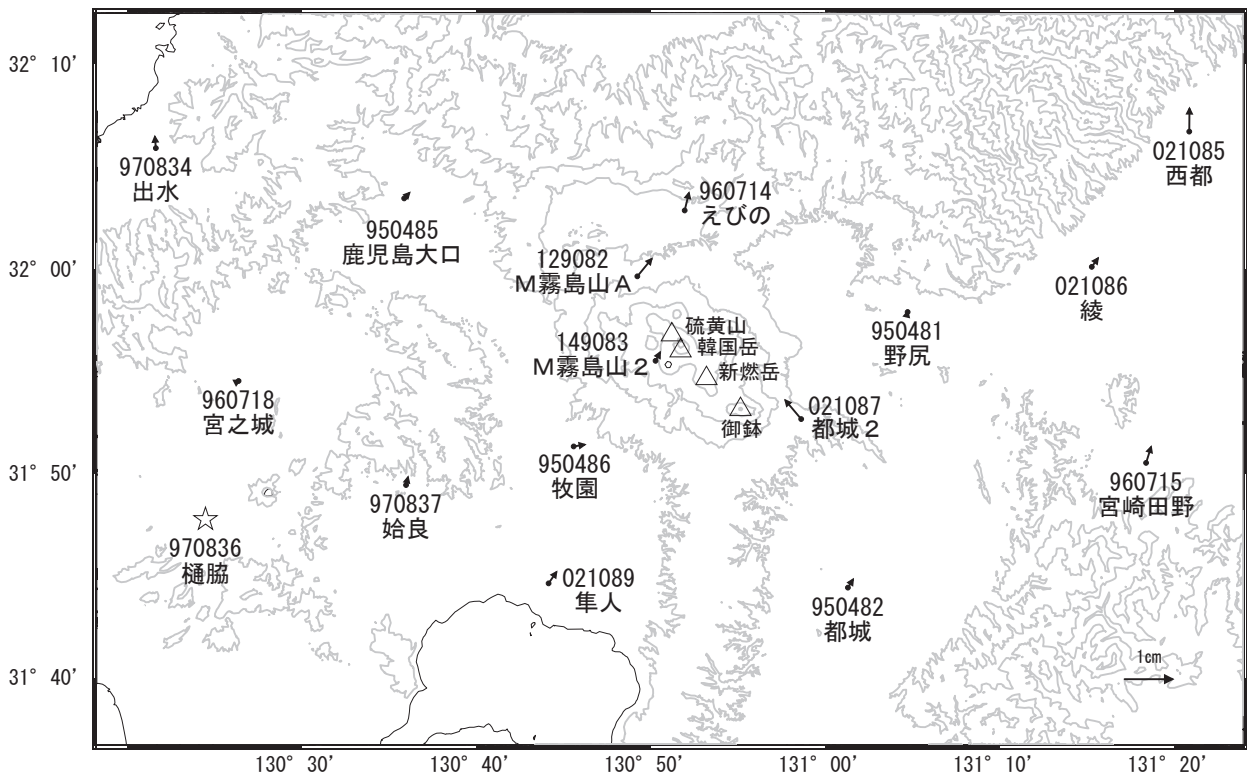 32° 10′
970834
出水
021085
西都
960714
えびの
950485
鹿児島大口
129082
M霧島山A
32° 00′
021086
綾
硫黄山
950481
野尻
149083
M霧島山2
韓国岳
新燃岳
960718
宮之城
021087
都城2
御鉢
950486
牧園
31° 50′
960715
宮崎田野
970837
姶良
970836
樋脇
021089
隼人
950482
都城
1cm
31° 40′
130° 30′
130° 40′
130° 50′
131° 00′
131° 10′
131° 20′